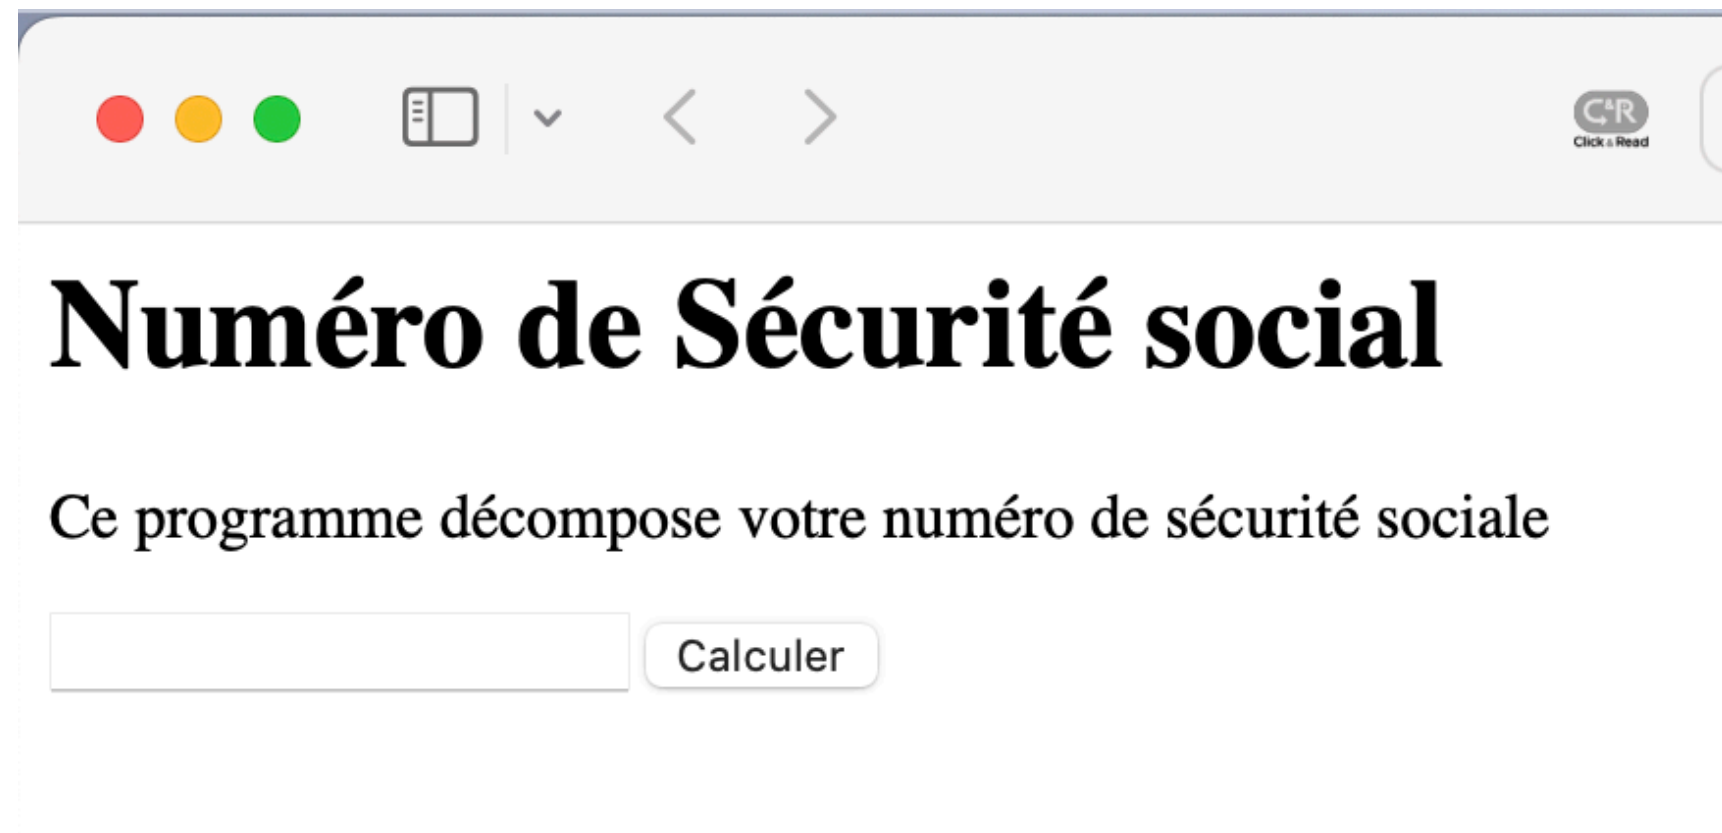 C&R
Click & Read
Numéro de Sécurité social
Ce programme décompose votre numéro de sécurité sociale
Calculer